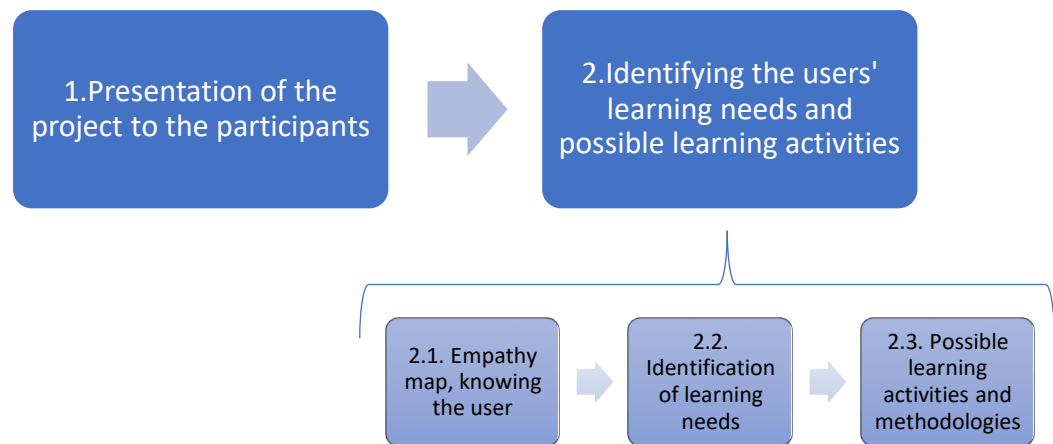 1.Presentation of the
project to the participants
2.Identifying the users'
learning needs and
possible learning activities
2.1. Empathy
map, knowing
the user
2.2.
Identification
of learning
needs
2.3. Possible
learning
activities and
methodologies